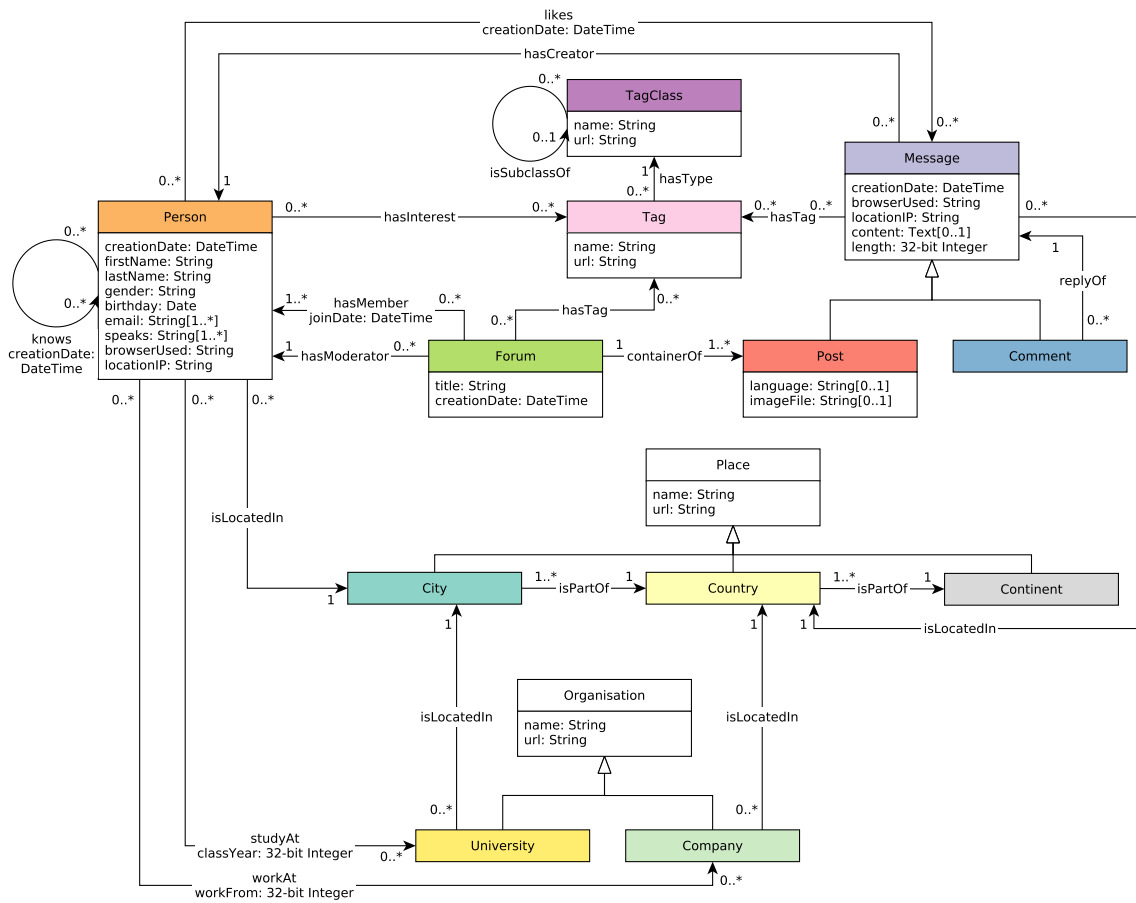 likes
creationDate: DateTime
hasCreator
0..*
TagClass
name: String
url: String
0..1
isSubclassOf
0..*
0..*
Message
creationDate: DateTime
browserUsed: String
locationIP: String
content: Text[0..1]
length: 32-bit Integer
1
hasType
0..*
0..*
1
Person
creationDate: DateTime
firstName: String
lastName: String
gender: String
birthday: Date
email: String[1..*]
speaks: String[1..*]
browserUsed: String
locationIP: String
0..*
hasInterest
0..*
Tag
name: String
url: String
0..*
hasTag
0..*
0..*
1
replyOf
0..*
0..*
0..*
knows
creationDate:
DateTime
1..*
hasMember
joinDate: DateTime
0..*
0..*
hasTag
0..*
1
hasModerator
0..*
Forum
title: String
creationDate: DateTime
1
containerOf
1..*
Post
language: String[0..1]
imageFile: String[0..1]
Comment
0..*
0..*
0..*
Place
name: String
url: String
isLocatedIn
1
City
1..*
isPartOf
1
Country
1..*
isPartOf
1
Continent
1
1
1
isLocatedIn
Organisation
name: String
url: String
isLocatedIn
isLocatedIn
0..*
0..*
University
Company
studyAt
classYear: 32-bit Integer
0..*
workAt
workFrom: 32-bit Integer
0..*